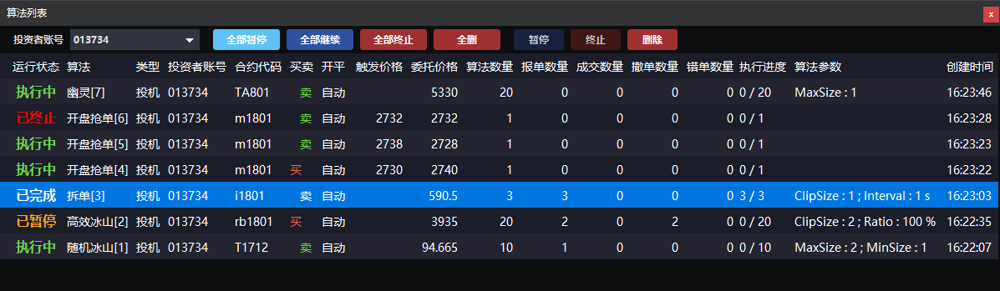 算法列表 x
投资者账号 013734 全部暂停 全部继续 全部终止 全删 暂停 终止 删除
运行状态 算法 类型 投资者账号 合约代码 买卖 开平 触发价格 委托价格 算法数量 报单数量 成交数量 撤单数量 错单数量 执行进度 算法参数 创建时间
执行中 幽灵[7] 投机 013734 TA801 卖 自动 5330 20 0 0 0 0 0 / 20 MaxSize : 1 16:23:46
已终止 开盘抢单[6] 投机 013734 m1801 卖 自动 2732 2732 1 0 0 0 0 0 / 1 16:23:28
执行中 开盘抢单[5] 投机 013734 m1801 卖 自动 2738 2728 1 0 0 0 0 0 / 1 16:23:23
执行中 开盘抢单[4] 投机 013734 m1801 买 自动 2730 2740 1 0 0 0 0 0 / 1 16:23:22
已完成 拆单[3] 投机 013734 i1801 卖 自动 590.5 3 3 0 0 0 3 / 3 ClipSize : 1 ; Interval : 1 s 16:23:03
已暂停 高效冰山[2] 投机 013734 rb1801 买 自动 3935 20 2 0 2 0 0 / 20 ClipSize : 2 ; Ratio : 100 % 16:22:35
执行中 随机冰山[1] 投机 013734 T1712 卖 自动 94.665 10 1 0 0 0 0 / 10 MaxSize : 2 ; MinSize : 1 16:22:07